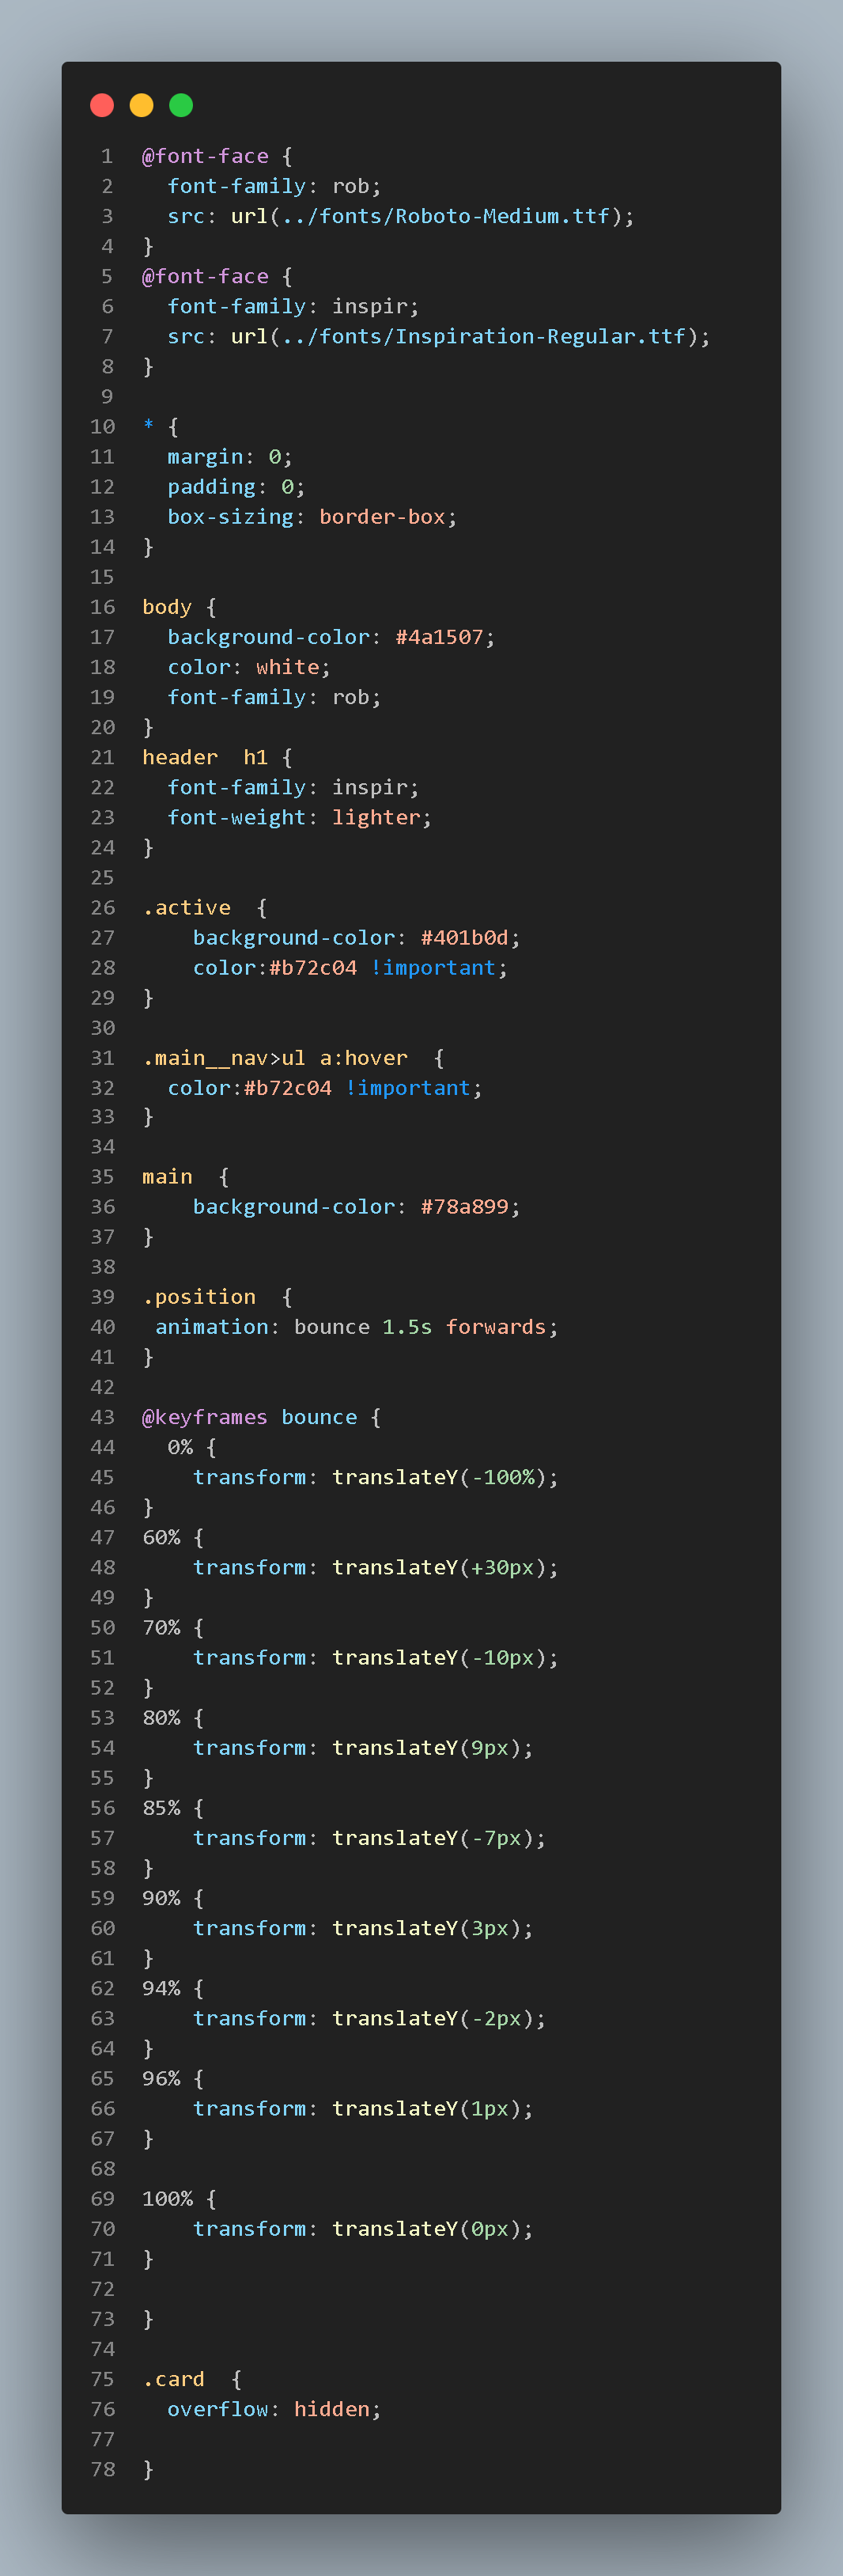 1 @font-face {
2   font-family: rob;
3   src: url(../fonts/Roboto-Medium.ttf);
4 }
5 @font-face {
6   font-family: inspir;
7   src: url(../fonts/Inspiration-Regular.ttf);
8 }
9
10 * {
11   margin: 0;
12   padding: 0;
13   box-sizing: border-box;
14 }
15
16 body {
17   background-color: #4a1507;
18   color: white;
19   font-family: rob;
20 }
21 header  h1 {
22   font-family: inspir;
23   font-weight: lighter;
24 }
25
26 .active  {
27     background-color: #401b0d;
28     color:#b72c04 !important;
29 }
30
31 .main__nav>ul a:hover  {
32   color:#b72c04 !important;
33 }
34
35 main  {
36     background-color: #78a899;
37 }
38
39 .position  {
40  animation: bounce 1.5s forwards;
41 }
42
43 @keyframes bounce {
44   0% {
45     transform: translateY(-100%);
46 }
47 60% {
48     transform: translateY(+30px);
49 }
50 70% {
51     transform: translateY(-10px);
52 }
53 80% {
54     transform: translateY(9px);
55 }
56 85% {
57     transform: translateY(-7px);
58 }
59 90% {
60     transform: translateY(3px);
61 }
62 94% {
63     transform: translateY(-2px);
64 }
65 96% {
66     transform: translateY(1px);
67 }
68
69 100% {
70     transform: translateY(0px);
71 }
72
73 }
74
75 .card  {
76   overflow: hidden;
77
78 }